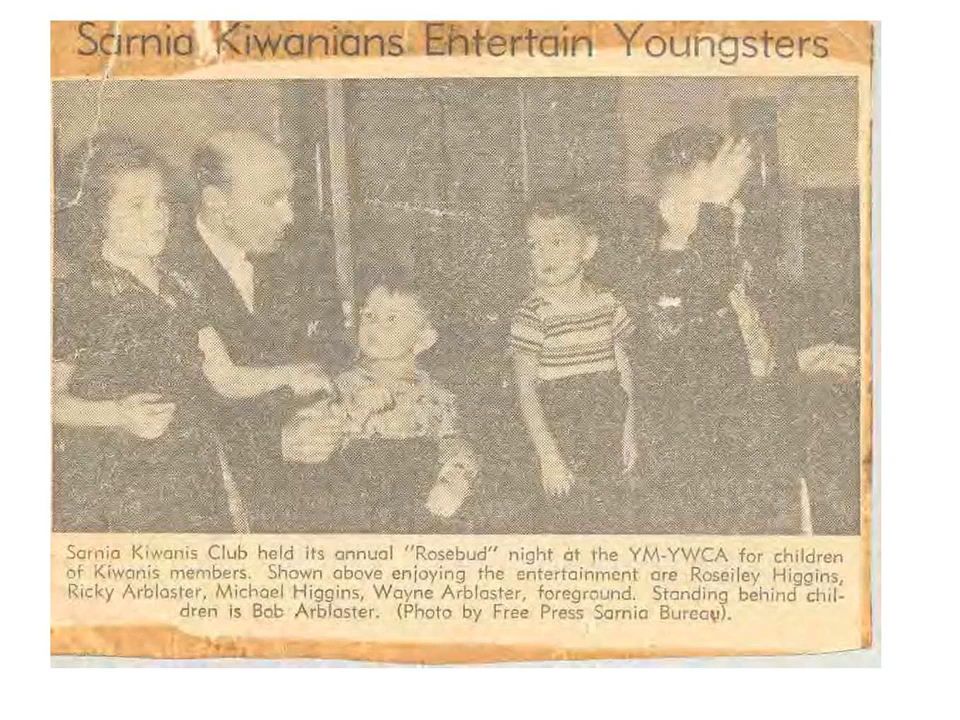 Sarnia Kiwanians Entertain Youngsters
Sarnia Kiwanis Club held its annual "Rosebud" night at the YM-YWCA for children
of Kiwanis members. Shown above enjoying the entertainment are Roseiley Higgins,
Ricky Arblaster, Michael Higgins, Wayne Arblaster, foreground. Standing behind chil-
dren is Bob Arblaster. (Photo by Free Press Sarnia Bureau).